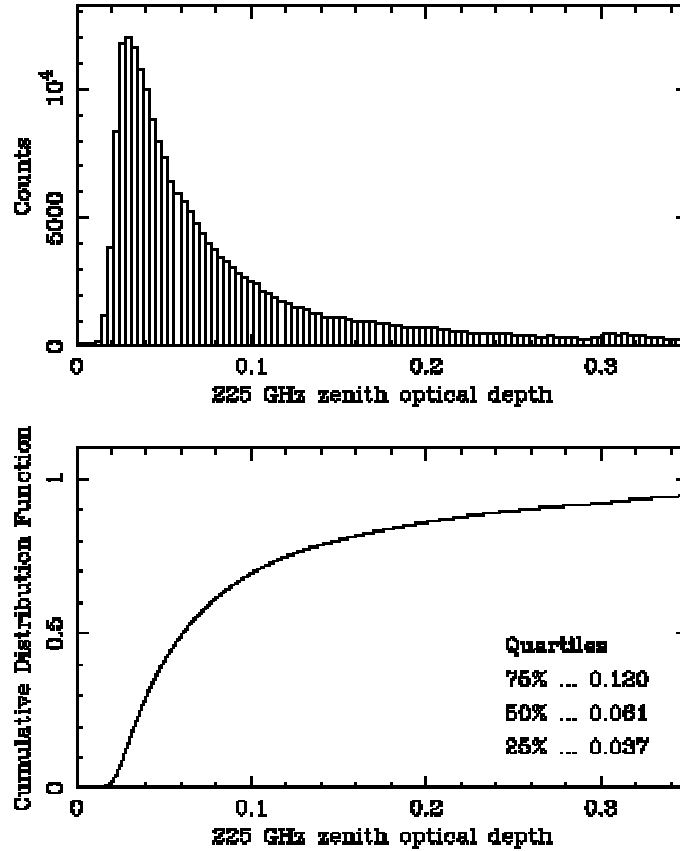 10⁴
5000
0
Counts
0 0.1 0.2 0.3
225 GHz zenith optical depth
1
0.5
0
Cumulative Distribution Function
Quartiles
75% ... 0.120
50% ... 0.061
25% ... 0.037
0 0.1 0.2 0.3
225 GHz zenith optical depth